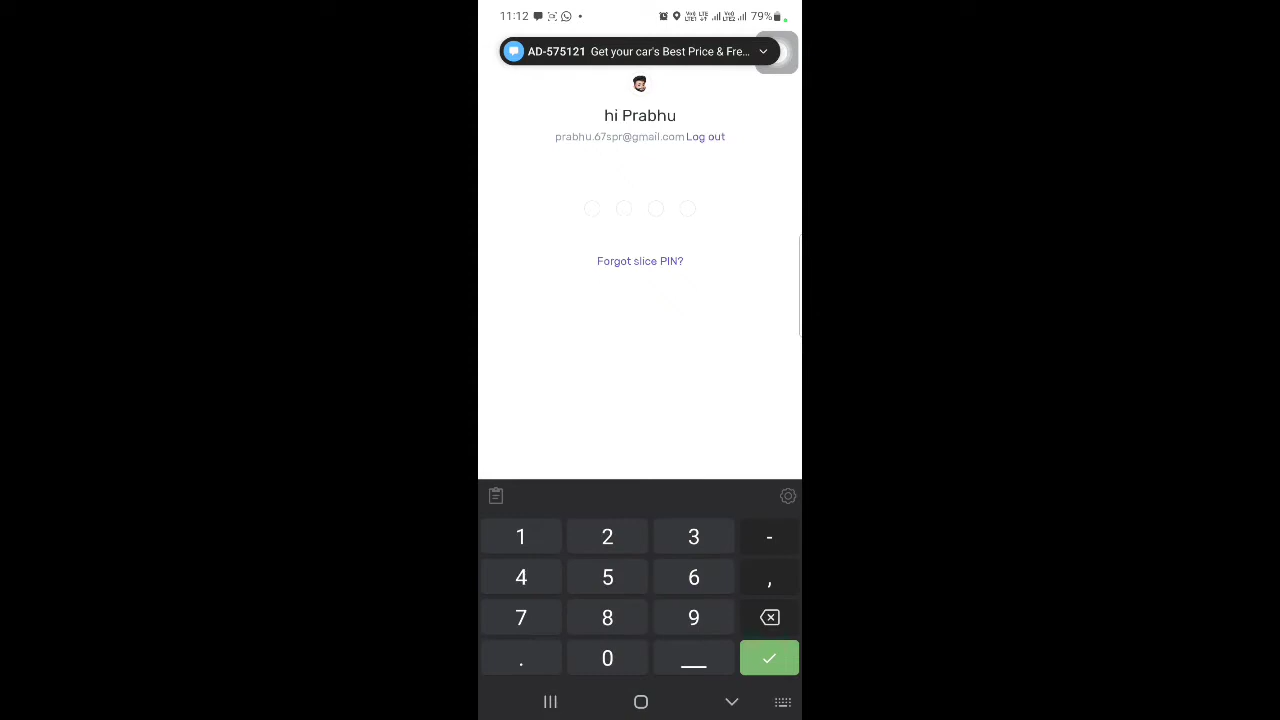 11:12 79%
AD-575121 Get your car's Best Price & Fre...
hi Prabhu
prabhu.67spr@gmail.com Log out
Forgot slice PIN?
1 2 3 -
4 5 6 ,
7 8 9
. 0